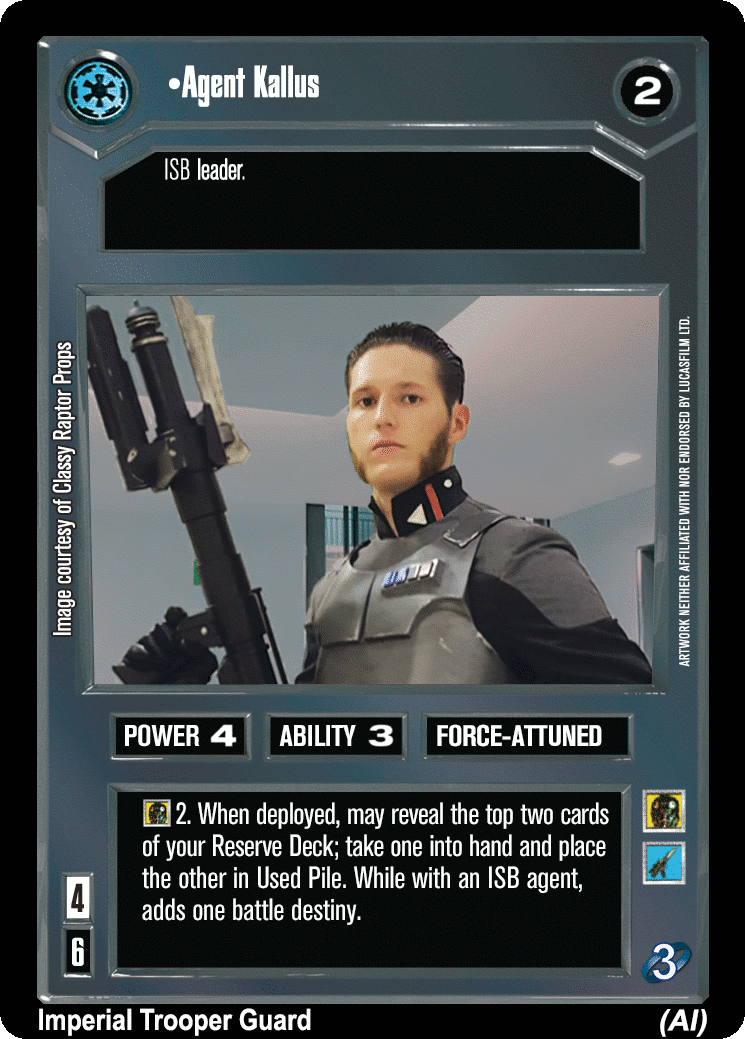 •Agent Kallus
2
ISB leader.
Image courtesy of Classy Raptor Props
ARTWORK NEITHER AFFILIATED WITH NOR ENDORSED BY LUCASFILM LTD.
POWER 4
ABILITY 3
FORCE-ATTUNED
2. When deployed, may reveal the top two cards
of your Reserve Deck; take one into hand and place
the other in Used Pile. While with an ISB agent,
adds one battle destiny.
4
6
3
Imperial Trooper Guard
(AI)